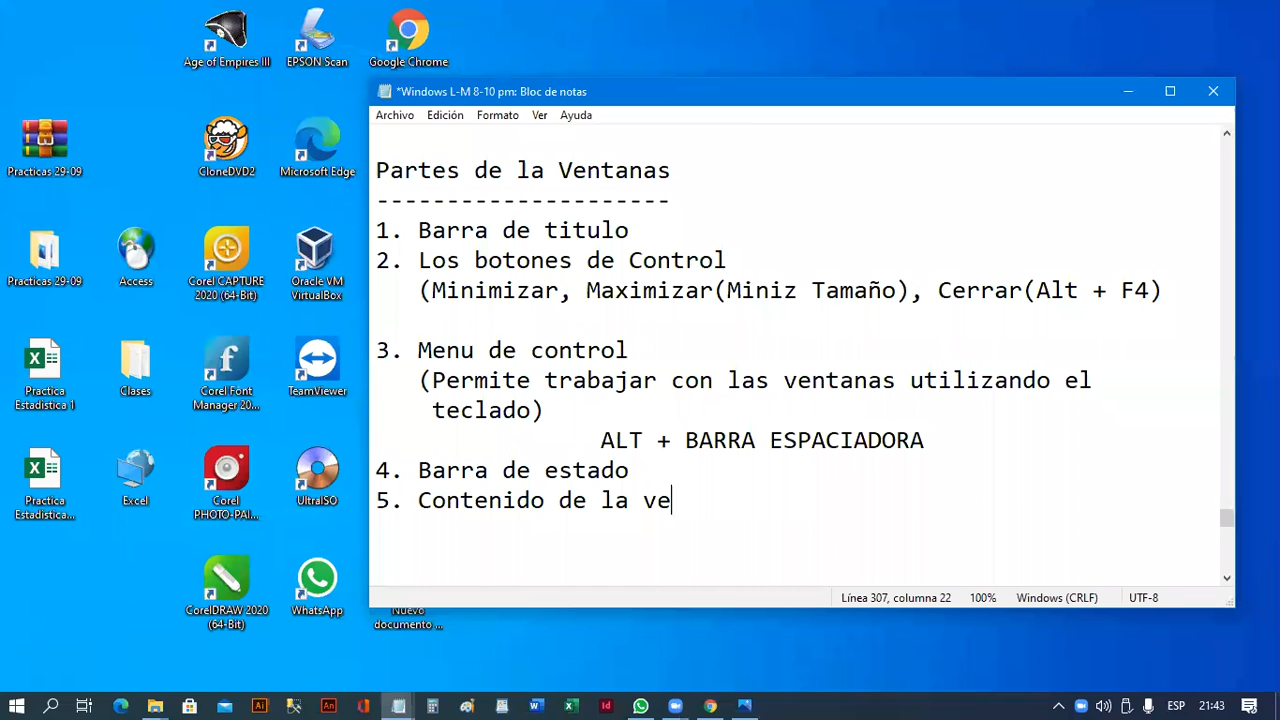 Age of Empires III
EPSON Scan
Google Chrome
Practicas 29-09
CloneDVD2
Microsoft Edge
Practicas 29-09
Access
Corel CAPTURE
2020 (64-Bit)
Oracle VM
VirtualBox
Practica
Estadistica 1
Clases
Corel Font
Manager 20...
TeamViewer
Practica
Estadistica...
Excel
Corel
PHOTO-PAI...
UltraISO
CorelDRAW 2020
(64-Bit)
WhatsApp
Nuevo
documento ...
*Windows L-M 8-10 pm: Bloc de notas
Archivo Edición Formato Ver Ayuda
Partes de la Ventanas
---------------------
1. Barra de titulo
2. Los botones de Control
(Minimizar, Maximizar(Miniz Tamaño), Cerrar(Alt + F4)
3. Menu de control
(Permite trabajar con las ventanas utilizando el
teclado)
ALT + BARRA ESPACIADORA
4. Barra de estado
5. Contenido de la ve
Línea 307, columna 22 100% Windows (CRLF) UTF-8
Ai An W X Id ESP 21:43